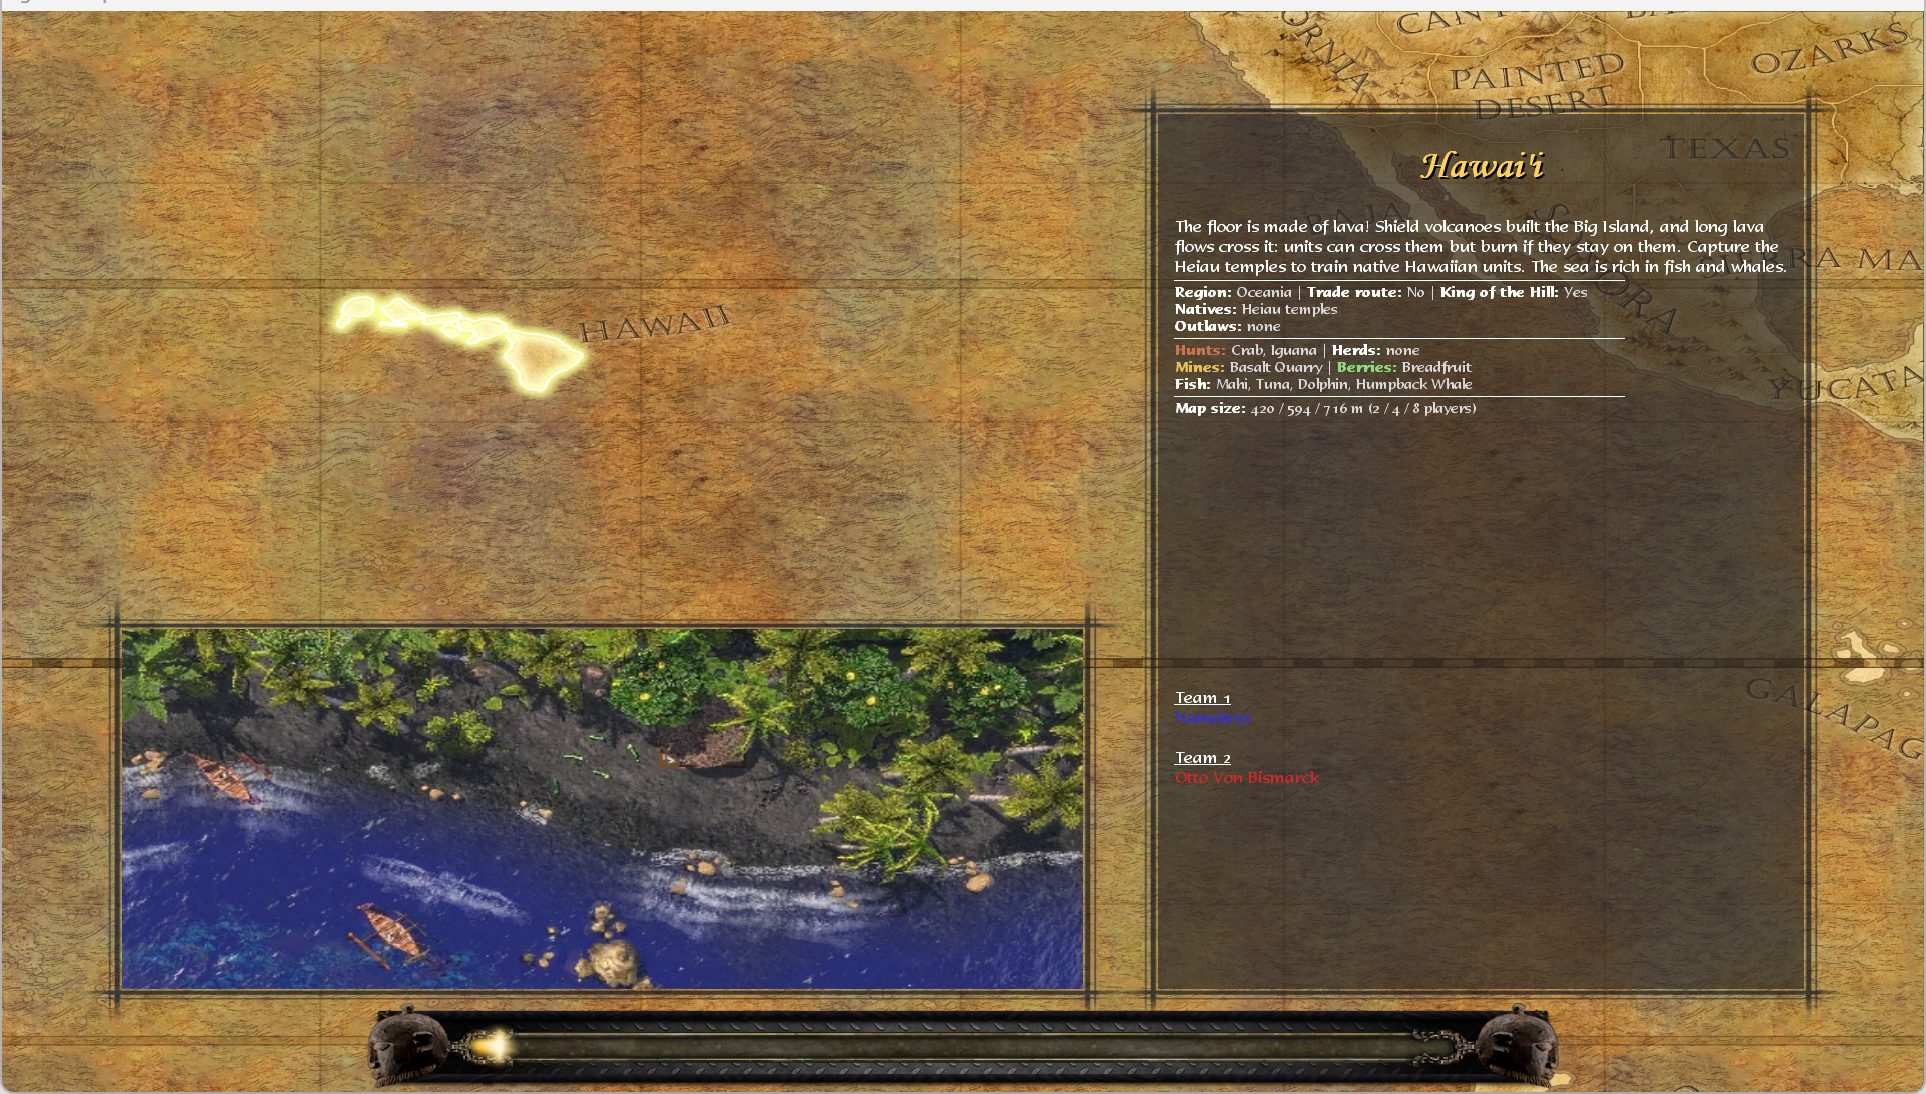 PAINTED
DESERT
OZARKS
TEXAS
HAWAII
Hawai'i
The floor is made of lava! Shield volcanoes built the Big Island, and long lava
flows cross it: units can cross them but burn if they stay on them. Capture the
Heiau temples to train native Hawaiian units. The sea is rich in fish and whales.
Region: Oceania | Trade route: No | King of the Hill: Yes
Natives: Heiau temples
Outlaws: none
Hunts: Crab, Iguana | Herds: none
Mines: Basalt Quarry | Berries: Breadfruit
Fish: Mahi, Tuna, Dolphin, Humpback Whale
Map size: 420 / 594 / 716 m (2 / 4 / 8 players)
YUCATA
GALAPAG
Team 1
Nameless
Team 2
Otto Von Bismarck